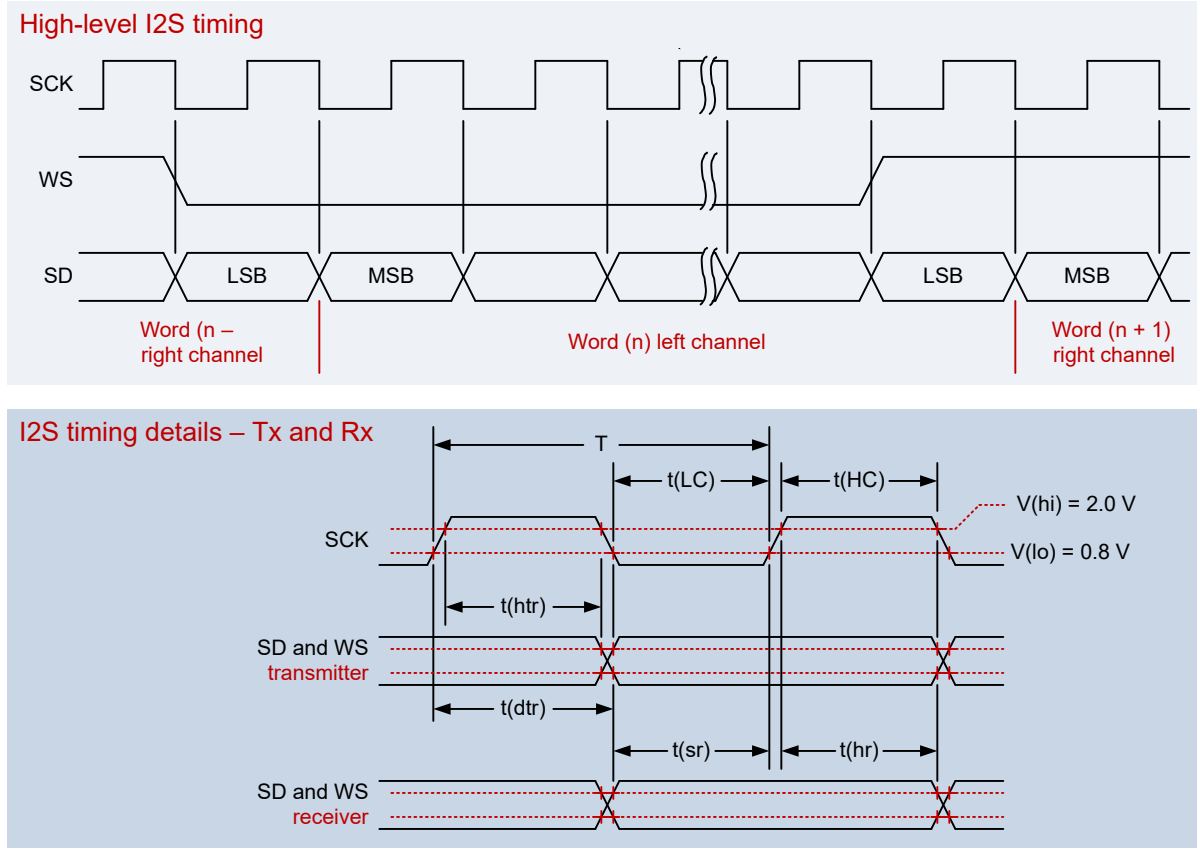 High-level I2S timing
SCK
WS
SD
LSB
MSB
LSB
MSB
Word (n –
right channel
Word (n) left channel
Word (n + 1)
right channel
I2S timing details – Tx and Rx
T
t(LC)
t(HC)
V(hi) = 2.0 V
SCK
V(lo) = 0.8 V
t(htr)
SD and WS
transmitter
t(dtr)
t(sr)
t(hr)
SD and WS
receiver